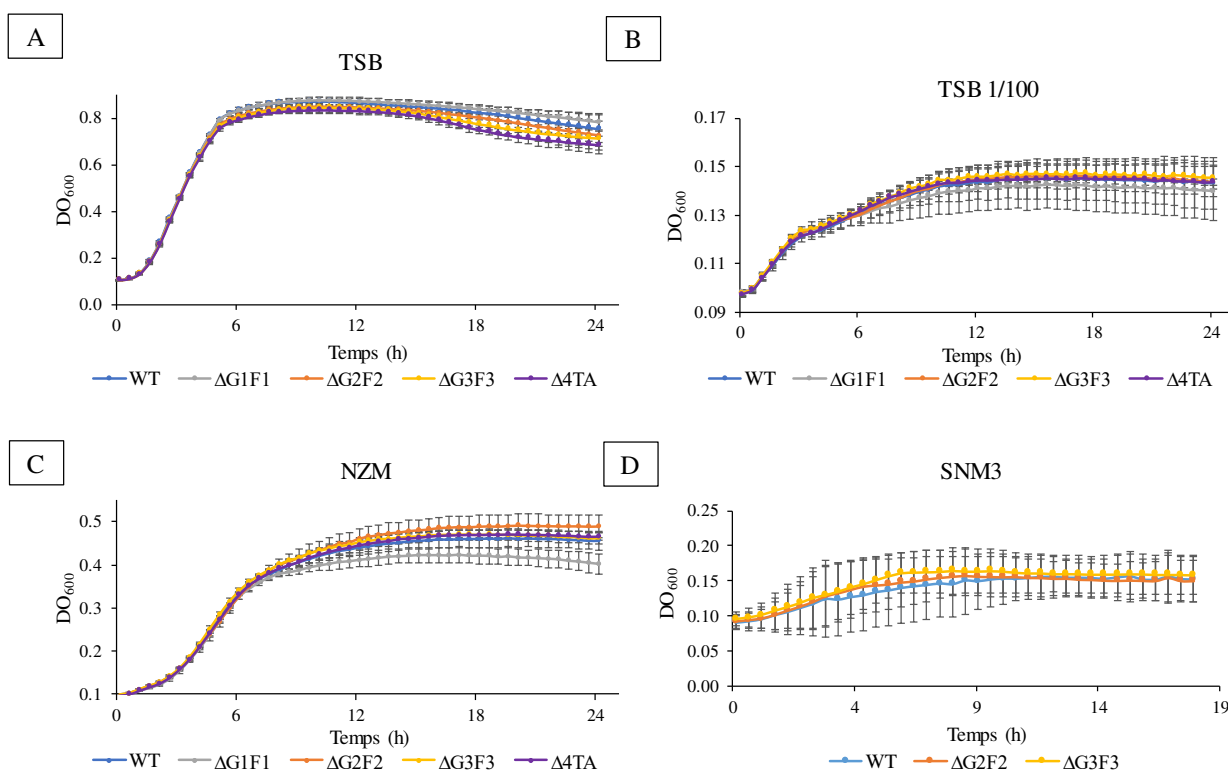 A
TSB
DO600
0.8
0.6
0.4
0.2
0.0
0 6 12 18 24
Temps (h)
WT ΔG1F1 ΔG2F2 ΔG3F3 Δ4TA
B
TSB 1/100
DO600
0.17
0.15
0.13
0.11
0.09
0 6 12 18 24
Temps (h)
WT ΔG1F1 ΔG2F2 ΔG3F3 Δ4TA
C
NZM
DO600
0.5
0.4
0.3
0.2
0.1
0 6 12 18 24
Temps (h)
WT ΔG1F1 ΔG2F2 ΔG3F3 Δ4TA
D
SNM3
DO600
0.25
0.20
0.15
0.10
0.05
0.00
0 4 9 14 19
Temps (h)
WT ΔG2F2 ΔG3F3